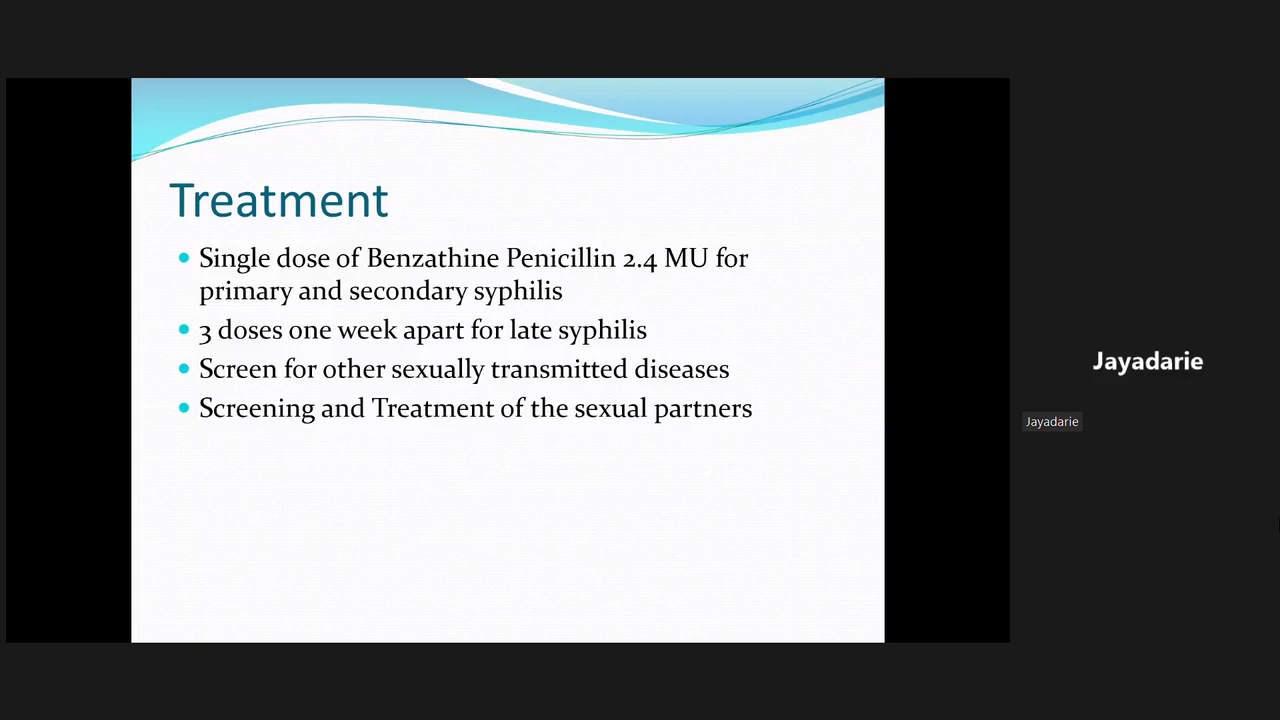 Treatment
Single dose of Benzathine Penicillin 2.4 MU for
primary and secondary syphilis
3 doses one week apart for late syphilis
Screen for other sexually transmitted diseases
Screening and Treatment of the sexual partners
Jayadarie
Jayadarie